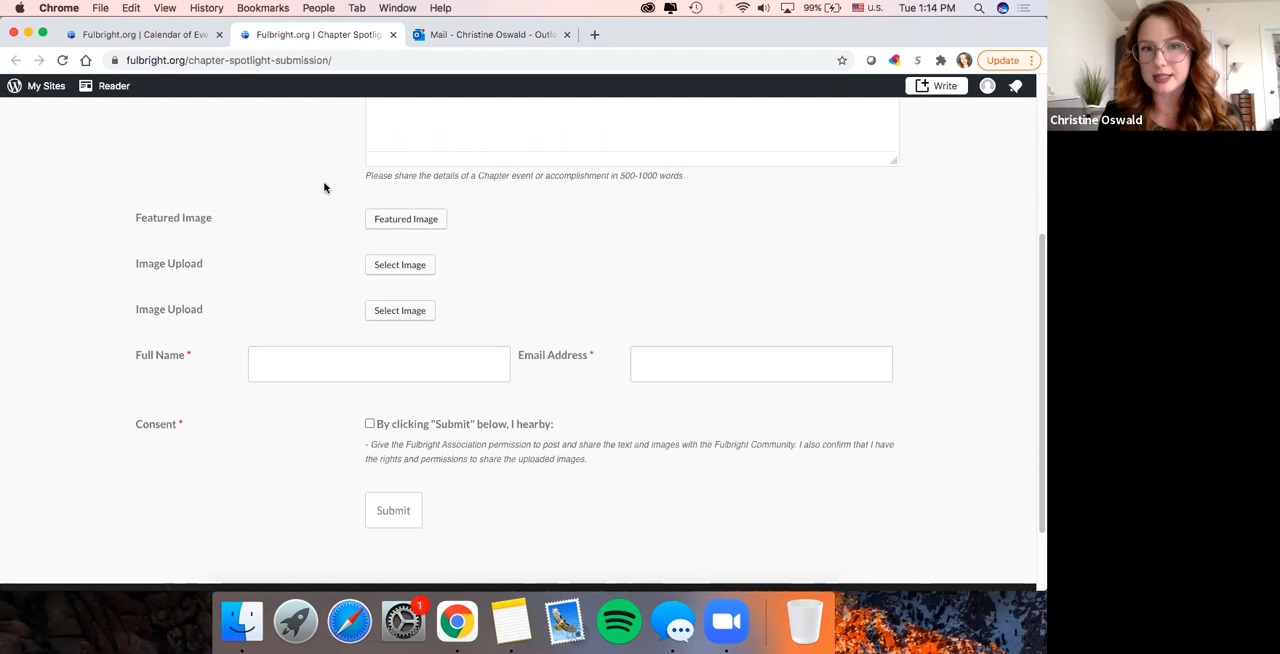 Chrome File Edit View History Bookmarks People Tab Window Help 99% U.S. Tue 1:14 PM
Fulbright.org | Calendar of Eve Fulbright.org | Chapter Spotlig Mail - Christine Oswald - Outlo
fulbright.org/chapter-spotlight-submission/ S Update
My Sites Reader Write
Christine Oswald
Please share the details of a Chapter event or accomplishment in 500-1000 words.
Featured Image Featured Image
Image Upload Select Image
Image Upload Select Image
Full Name * Email Address *
Consent * By clicking "Submit" below, I hearby:
- Give the Fulbright Association permission to post and share the text and images with the Fulbright Community. I also confirm that I have
the rights and permissions to share the uploaded images.
Submit
1